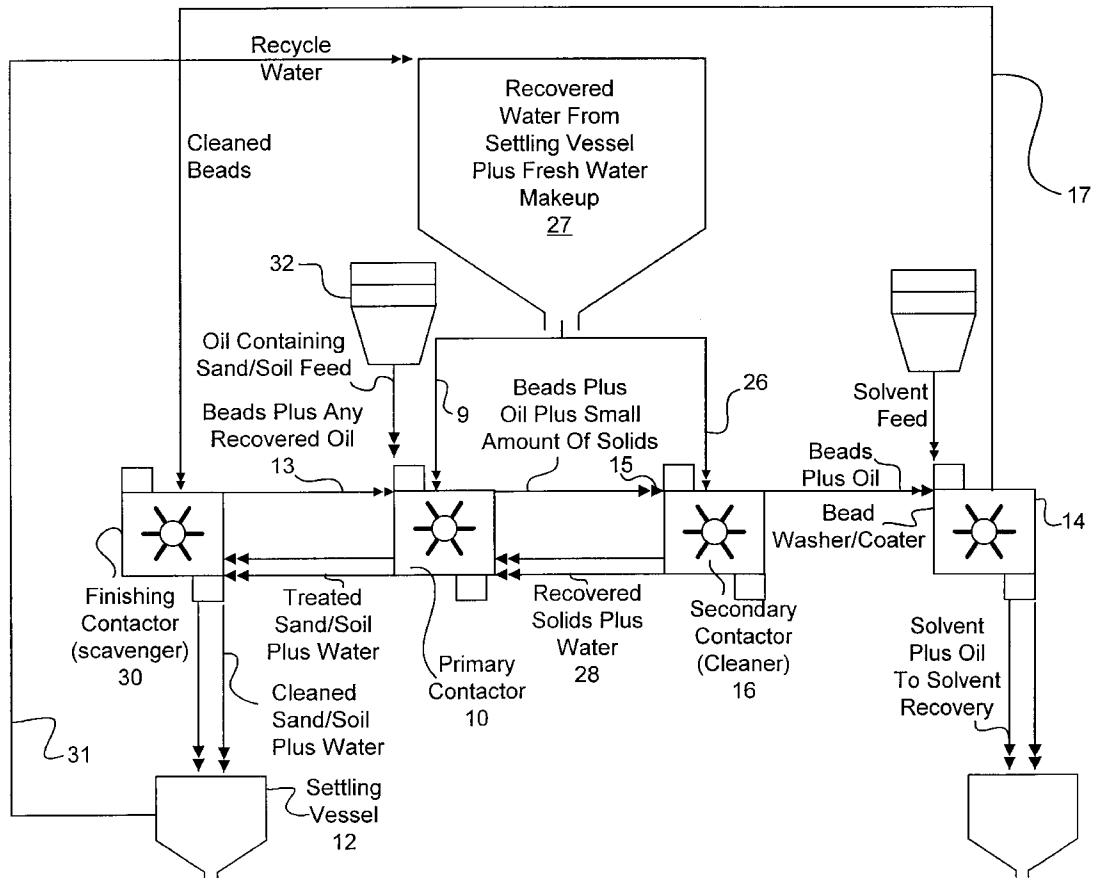 Recycle
Water
Recovered
Water From
Settling Vessel
Plus Fresh Water
Makeup
27
Cleaned
Beads
17
32
Oil Containing
Sand/Soil Feed
9
Beads Plus
Oil Plus Small
Amount Of Solids
26
Solvent
Feed
Beads Plus Any
Recovered Oil
13
15
Beads
Plus Oil
Bead
Washer/Coater
14
Finishing
Contactor
(scavenger)
30
Treated
Sand/Soil
Plus Water
Primary
Contactor
10
Recovered
Solids Plus
Water
28
Secondary
Contactor
(Cleaner)
16
Solvent
Plus Oil
To Solvent
Recovery
Cleaned
Sand/Soil
Plus Water
31
Settling
Vessel
12